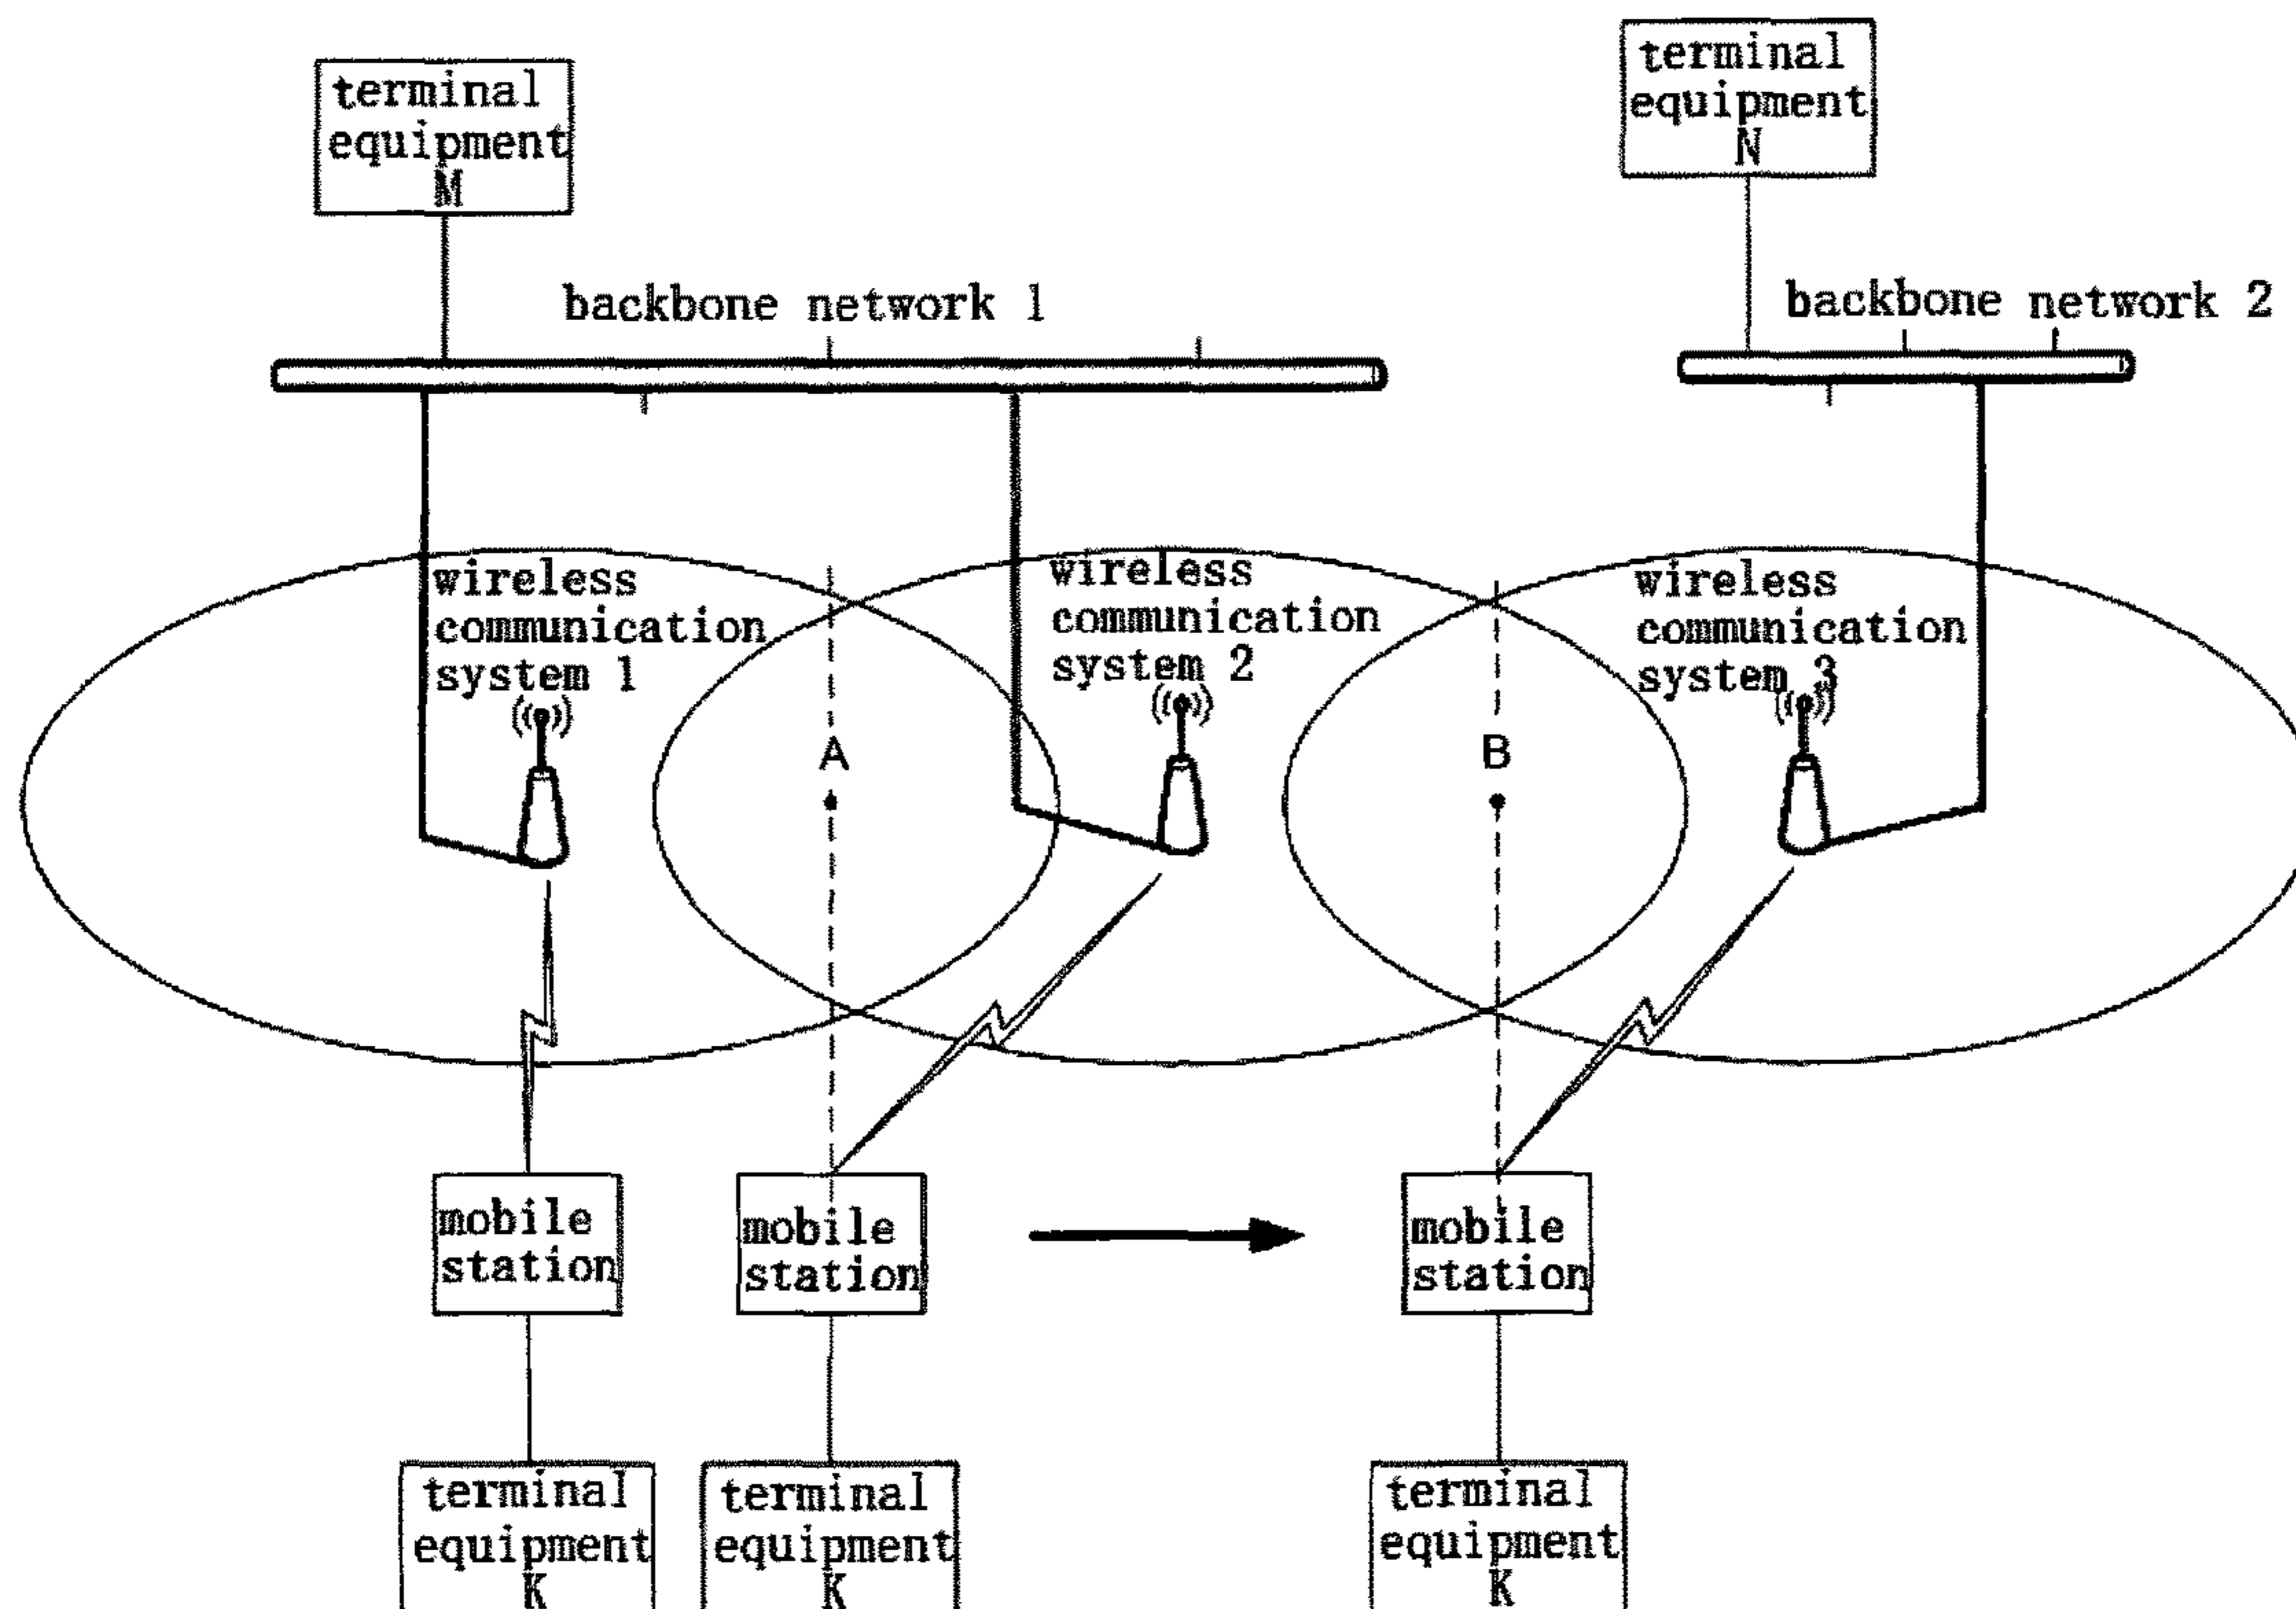 terminal
equipment
M
terminal
equipment
N
backbone network 1
backbone network 2
wireless
communication
system 1
wireless
communication
system 2
wireless
communication
system 3
A
B
mobile
station
mobile
station
mobile
station
terminal
equipment
K
terminal
equipment
K
terminal
equipment
K